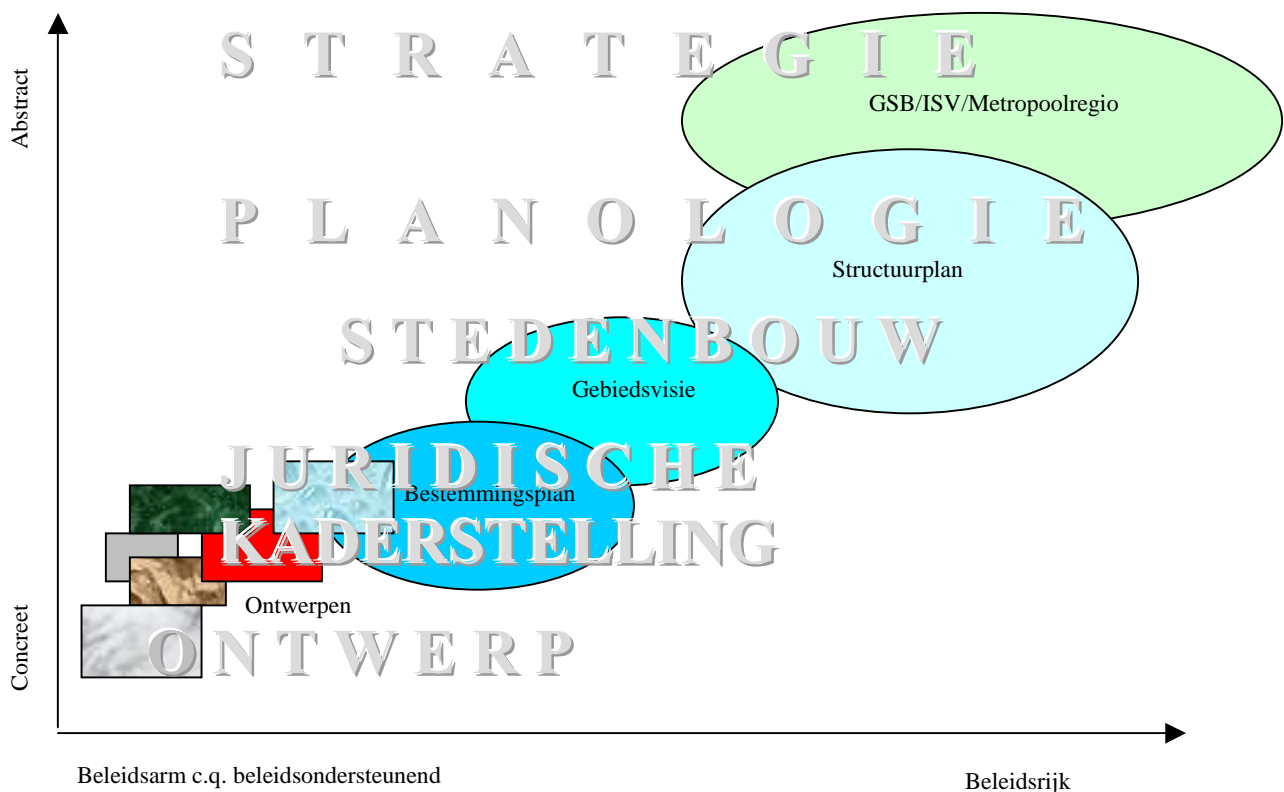 S T R A T E G I E
Abstract
GSB/ISV/Metropoolregio
P L A N O L O G I E
Structuurplan
S T E D E N B O U W
Gebiedsvisie
J U R I D I S C H E
Bestemmingsplan
KADERSTELLING
Ontwerpen
Concreet
O N T W E R P
Beleidsarm c.q. beleidsondersteunend
Beleidsrijk